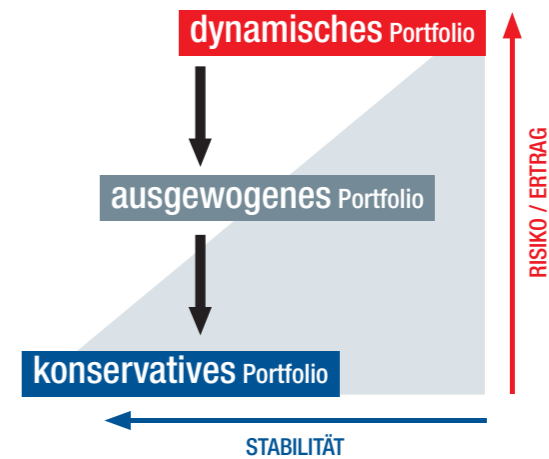 dynamisches Portfolio
ausgewogenes Portfolio
RISIKO / ERTRAG
konservatives Portfolio
STABILITÄT